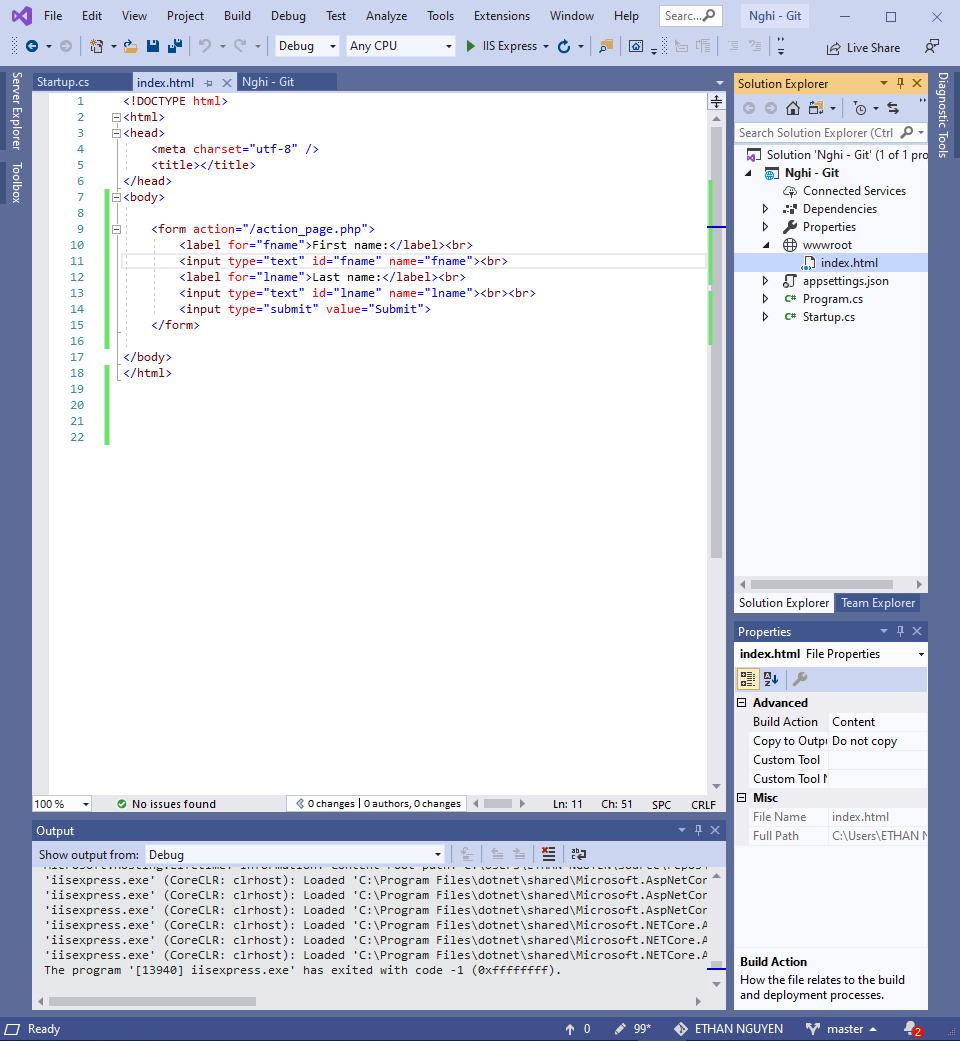 File Edit View Project Build Debug Test Analyze Tools Extensions Window Help Searc... Nghi - Git
Debug Any CPU IIS Express Live Share
Server Explorer
Toolbox
Startup.cs index.html Nghi - Git
1 <!DOCTYPE html>
2 <html>
3 <head>
4 <meta charset="utf-8" />
5 <title></title>
6 </head>
7 <body>
8
9 <form action="/action_page.php">
10 <label for="fname">First name:</label><br>
11 <input type="text" id="fname" name="fname"><br>
12 <label for="lname">Last name:</label><br>
13 <input type="text" id="lname" name="lname"><br><br>
14 <input type="submit" value="Submit">
15 </form>
16
17 </body>
18 </html>
19
20
21
22
100 % No issues found 0 changes | 0 authors, 0 changes Ln: 11 Ch: 51 SPC CRLF
Output
Show output from: Debug
'iisexpress.exe' (CoreCLR: clrhost): Loaded 'C:\Program Files\dotnet\shared\Microsoft.AspNetCor
'iisexpress.exe' (CoreCLR: clrhost): Loaded 'C:\Program Files\dotnet\shared\Microsoft.AspNetCor
'iisexpress.exe' (CoreCLR: clrhost): Loaded 'C:\Program Files\dotnet\shared\Microsoft.AspNetCor
'iisexpress.exe' (CoreCLR: clrhost): Loaded 'C:\Program Files\dotnet\shared\Microsoft.NETCore.A
'iisexpress.exe' (CoreCLR: clrhost): Loaded 'C:\Program Files\dotnet\shared\Microsoft.NETCore.A
'iisexpress.exe' (CoreCLR: clrhost): Loaded 'C:\Program Files\dotnet\shared\Microsoft.NETCore.A
The program '[13940] iisexpress.exe' has exited with code -1 (0xffffffff).
Solution Explorer
Search Solution Explorer (Ctrl
Solution 'Nghi - Git' (1 of 1 pro
Nghi - Git
Connected Services
Dependencies
Properties
wwwroot
index.html
appsettings.json
C# Program.cs
C# Startup.cs
Solution Explorer Team Explorer
Properties
index.html File Properties
Advanced
Build Action Content
Copy to Outpu Do not copy
Custom Tool
Custom Tool N
Misc
File Name index.html
Full Path C:\Users\ETHAN N
Build Action
How the file relates to the build
and deployment processes.
Diagnostic Tools
Ready 0 99* ETHAN NGUYEN master 2